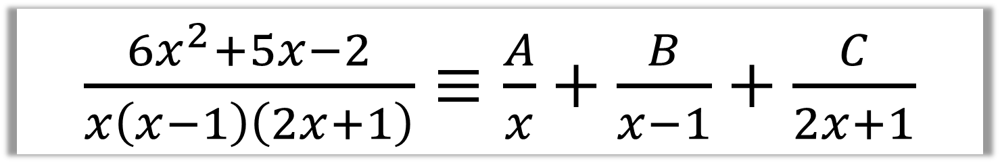 6x²+5x−2 / x(x−1)(2x+1) ≡ A/x + B/x−1 + C/2x+1